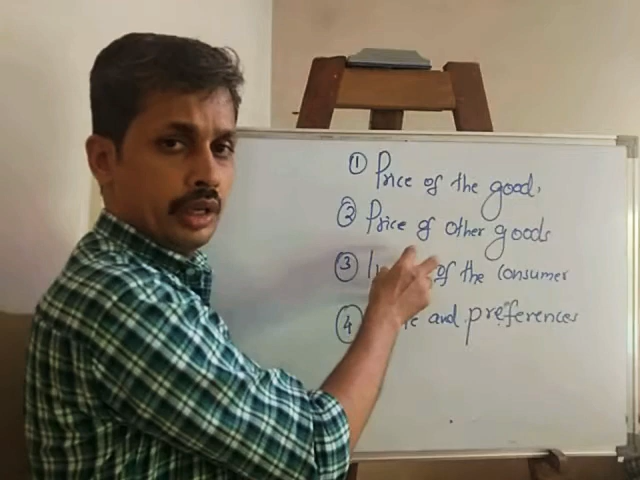 ① Price of the good,
② Price of other goods
③ of the consumer
④ and preferences